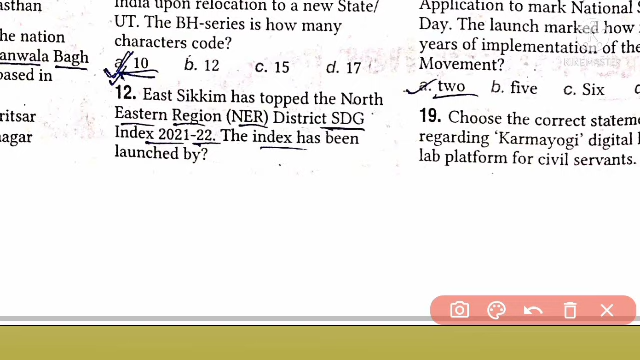 asthan
he nation
anwala Bagh
based in
ritsar
nagar
India upon relocation to a new State/
UT. The BH-series is how many
characters code?
a. 10 b. 12 c. 15 d. 17
12. East Sikkim has topped the North
Eastern Region (NER) District SDG
Index 2021-22. The index has been
launched by?
Application to mark National S
Day. The launch marked how
years of implementation of the
Movement?
a. two b. five c. Six
19. Choose the correct stateme
regarding 'Karmayogi' digital l
lab platform for civil servants.